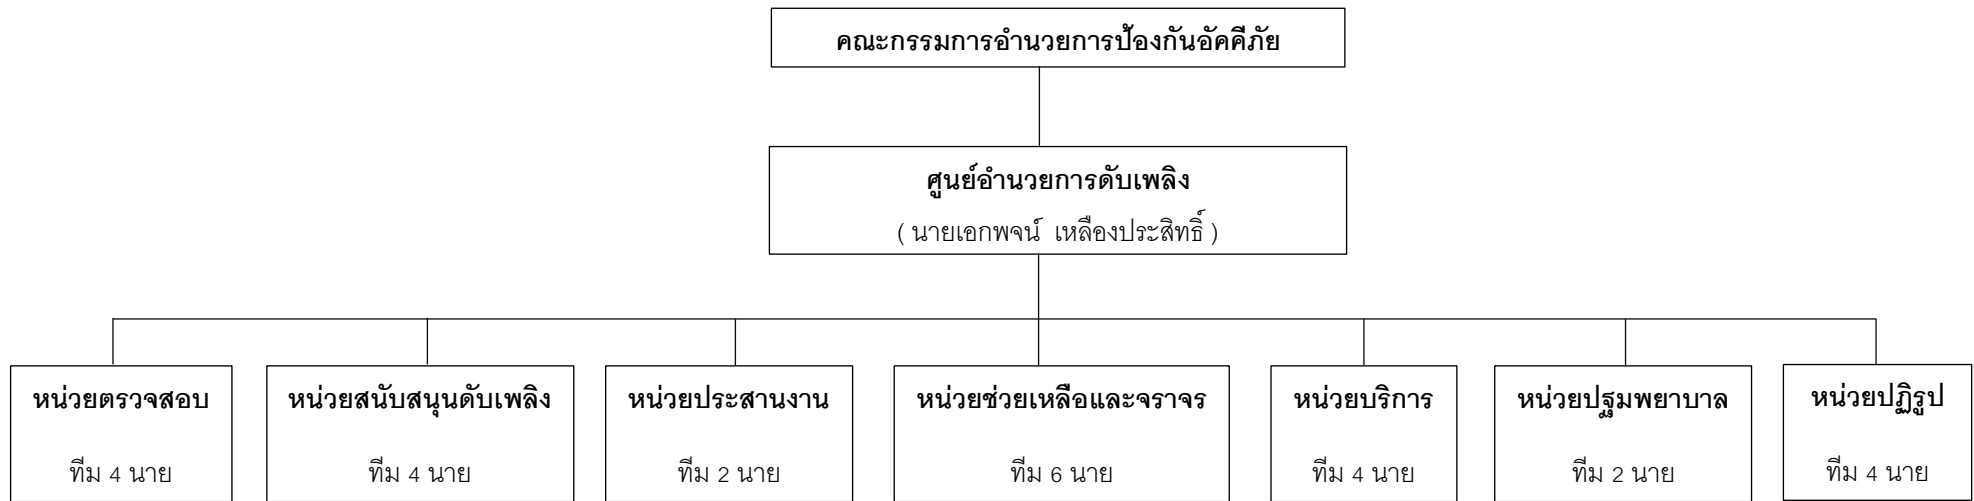 คณะกรรมการอำนวยการป้องกันอัคคีภัย
ศูนย์อำนวยการดับเพลิง
( นายเอกพจน์ เหลืองประสิทธิ์ )
หน่วยตรวจสอบ
ทีม 4 นาย
หน่วยสนับสนุนดับเพลิง
ทีม 4 นาย
หน่วยประสานงาน
ทีม 2 นาย
หน่วยช่วยเหลือและจราจร
ทีม 6 นาย
หน่วยบริการ
ทีม 4 นาย
หน่วยปฐมพยาบาล
ทีม 2 นาย
หน่วยปฏิรูป
ทีม 4 นาย